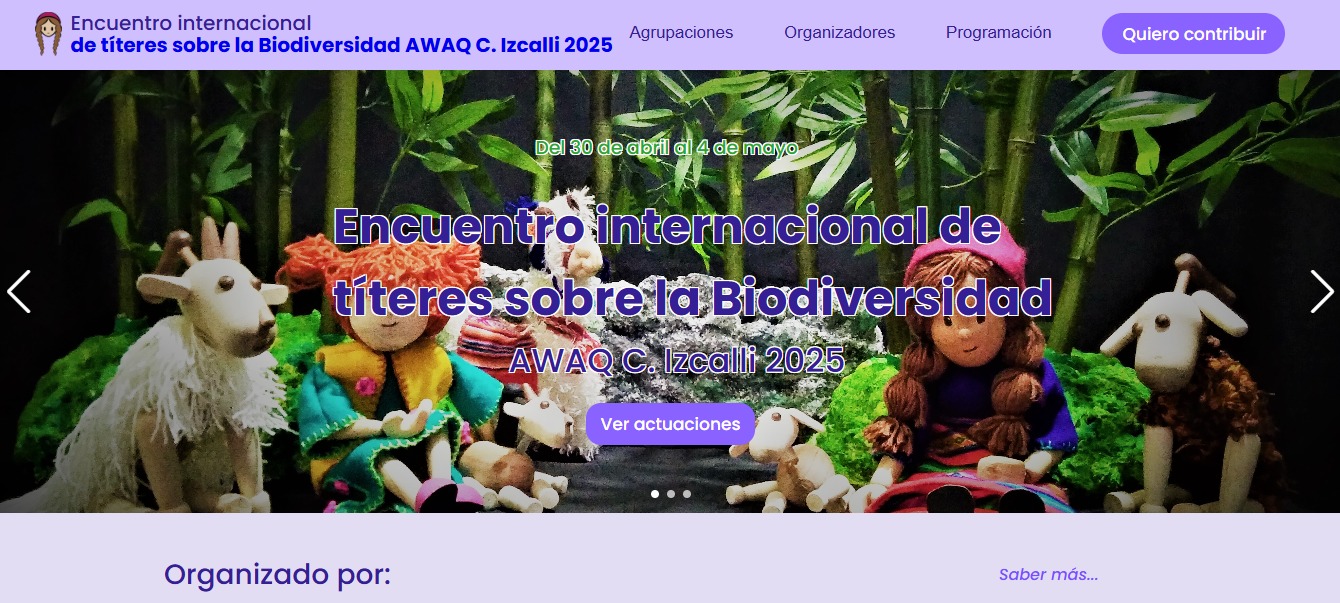 Encuentro internacional
de títeres sobre la Biodiversidad AWAQ C. Izcalli 2025
Agrupaciones
Organizadores
Programación
Quiero contribuir
Del 30 de abril al 4 de mayo
Encuentro internacional de
títeres sobre la Biodiversidad
AWAQ C. Izcalli 2025
Ver actuaciones
Organizado por:
Saber más...